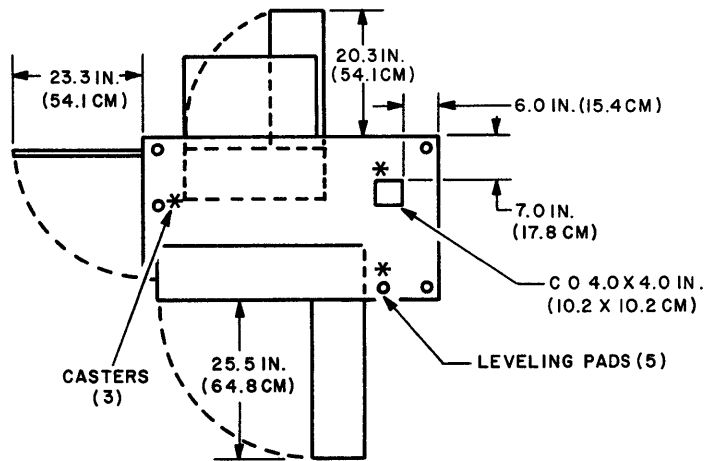 20.3 IN.
(54.1 CM)
23.3 IN.
(54.1 CM)
6.0 IN. (15.4 CM)
*
*
7.0 IN.
(17.8 CM)
*
C O 4.0 X 4.0 IN.
(10.2 X 10.2 CM)
25.5 IN.
(64.8 CM)
LEVELING PADS (5)
CASTERS
(3)